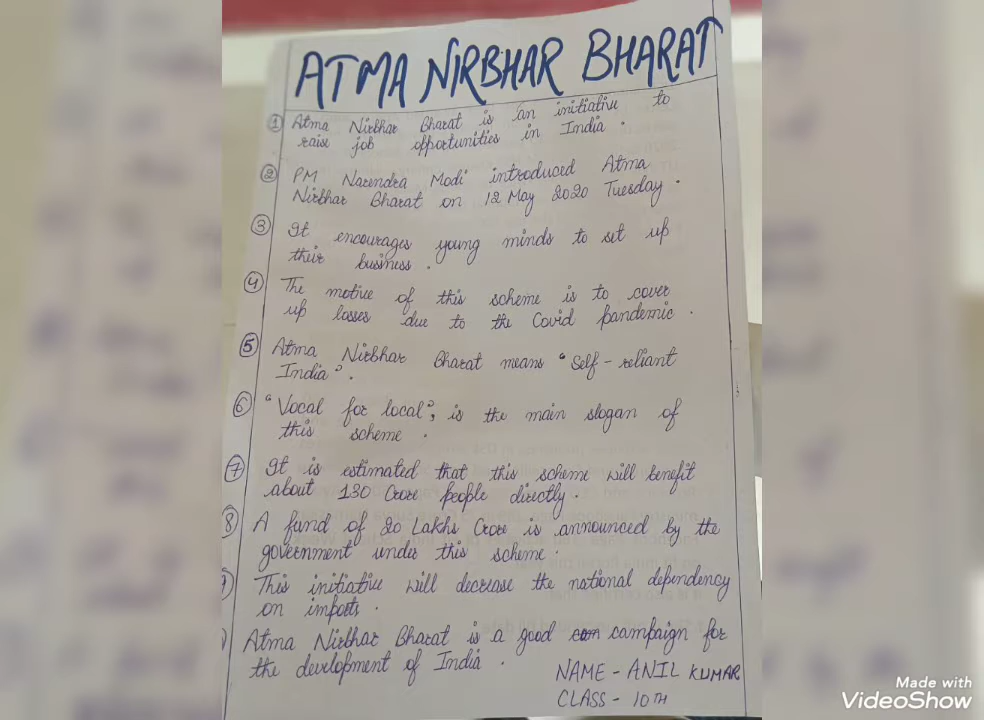 ATMA NIRBHAR BHARAT
① Atma Nirbhar Bharat is an initiative to
raise job opportunities in India.
② PM Narendra Modi introduced Atma
Nirbhar Bharat on 12 May 2020 Tuesday.
③ It encourages young minds to set up
their business.
④ The motive of this scheme is to cover
up losses due to the Covid pandemic.
⑤ Atma Nirbhar Bharat means "Self-reliant
India".
⑥ "Vocal for local", is the main slogan of
this scheme.
⑦ It is estimated that this scheme will benefit
about 130 Crore people directly.
⑧ A fund of 20 Lakhs Crore is announced by the
government under this scheme.
This initiative will decrease the national dependency
on imports.
Atma Nirbhar Bharat is a good campaign for
the development of India.
NAME - ANIL KUMAR
CLASS - 10TH
Made with
VideoShow